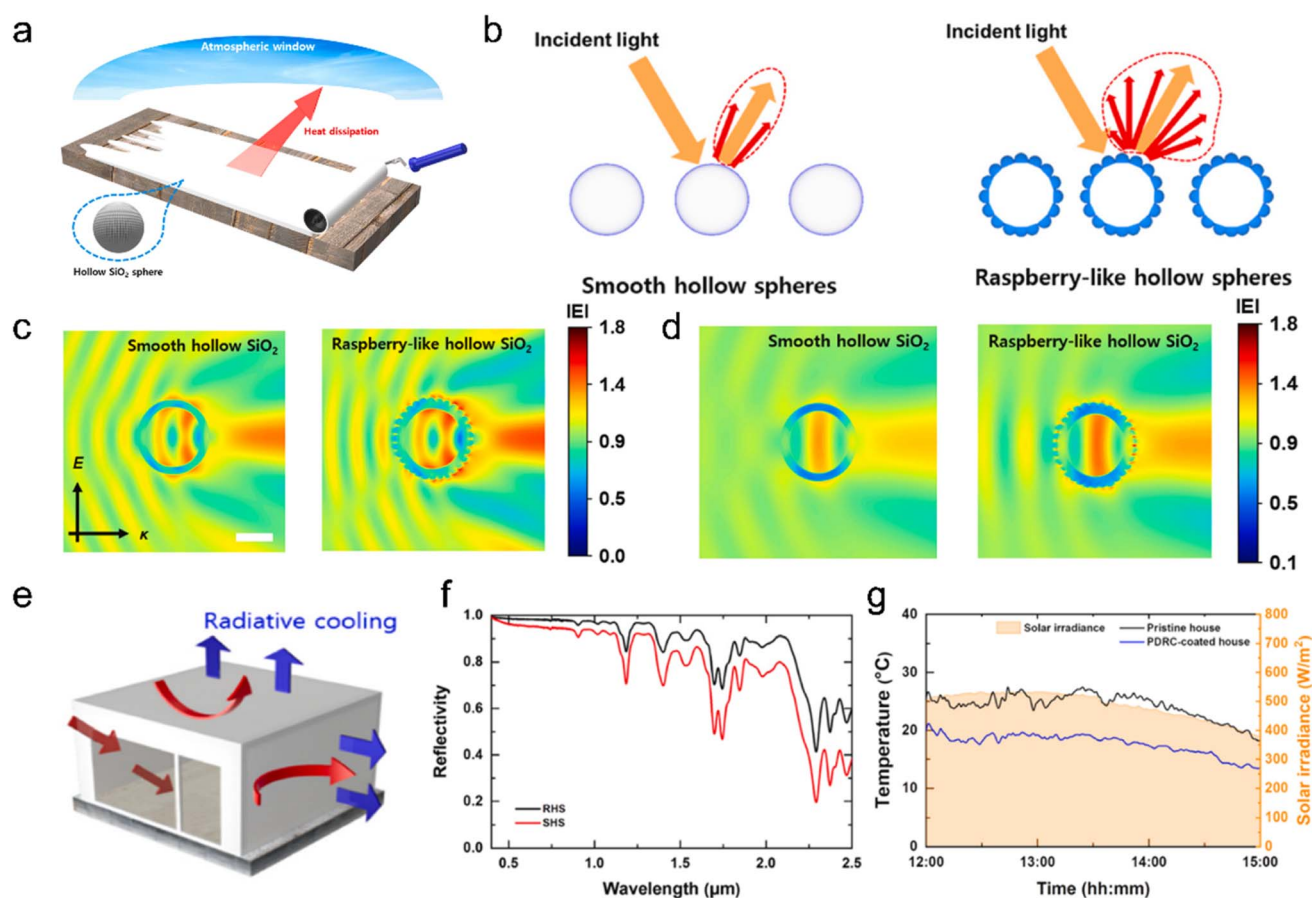 a
Atmospheric window
Heat dissipation
Hollow SiO₂ sphere
b
Incident light
Incident light
Smooth hollow spheres
Raspberry-like hollow spheres
c
Smooth hollow SiO₂
Raspberry-like hollow SiO₂
E
κ
|E|
1.8
1.4
0.9
0.5
0.0
d
Smooth hollow SiO₂
Raspberry-like hollow SiO₂
|E|
1.8
1.4
0.9
0.5
0.1
e
Radiative cooling
f
Reflectivity
1.0
0.8
0.6
0.4
0.2
0.0
RHS
SHS
0.5
1.0
1.5
2.0
2.5
Wavelength (μm)
g
Temperature (°C)
40
30
20
10
0
Solar irradiance
Pristine house
PDRC-coated house
800
700
600
500
400
300
200
100
0
Solar irradiance (W/m²)
12:00
13:00
14:00
15:00
Time (hh:mm)